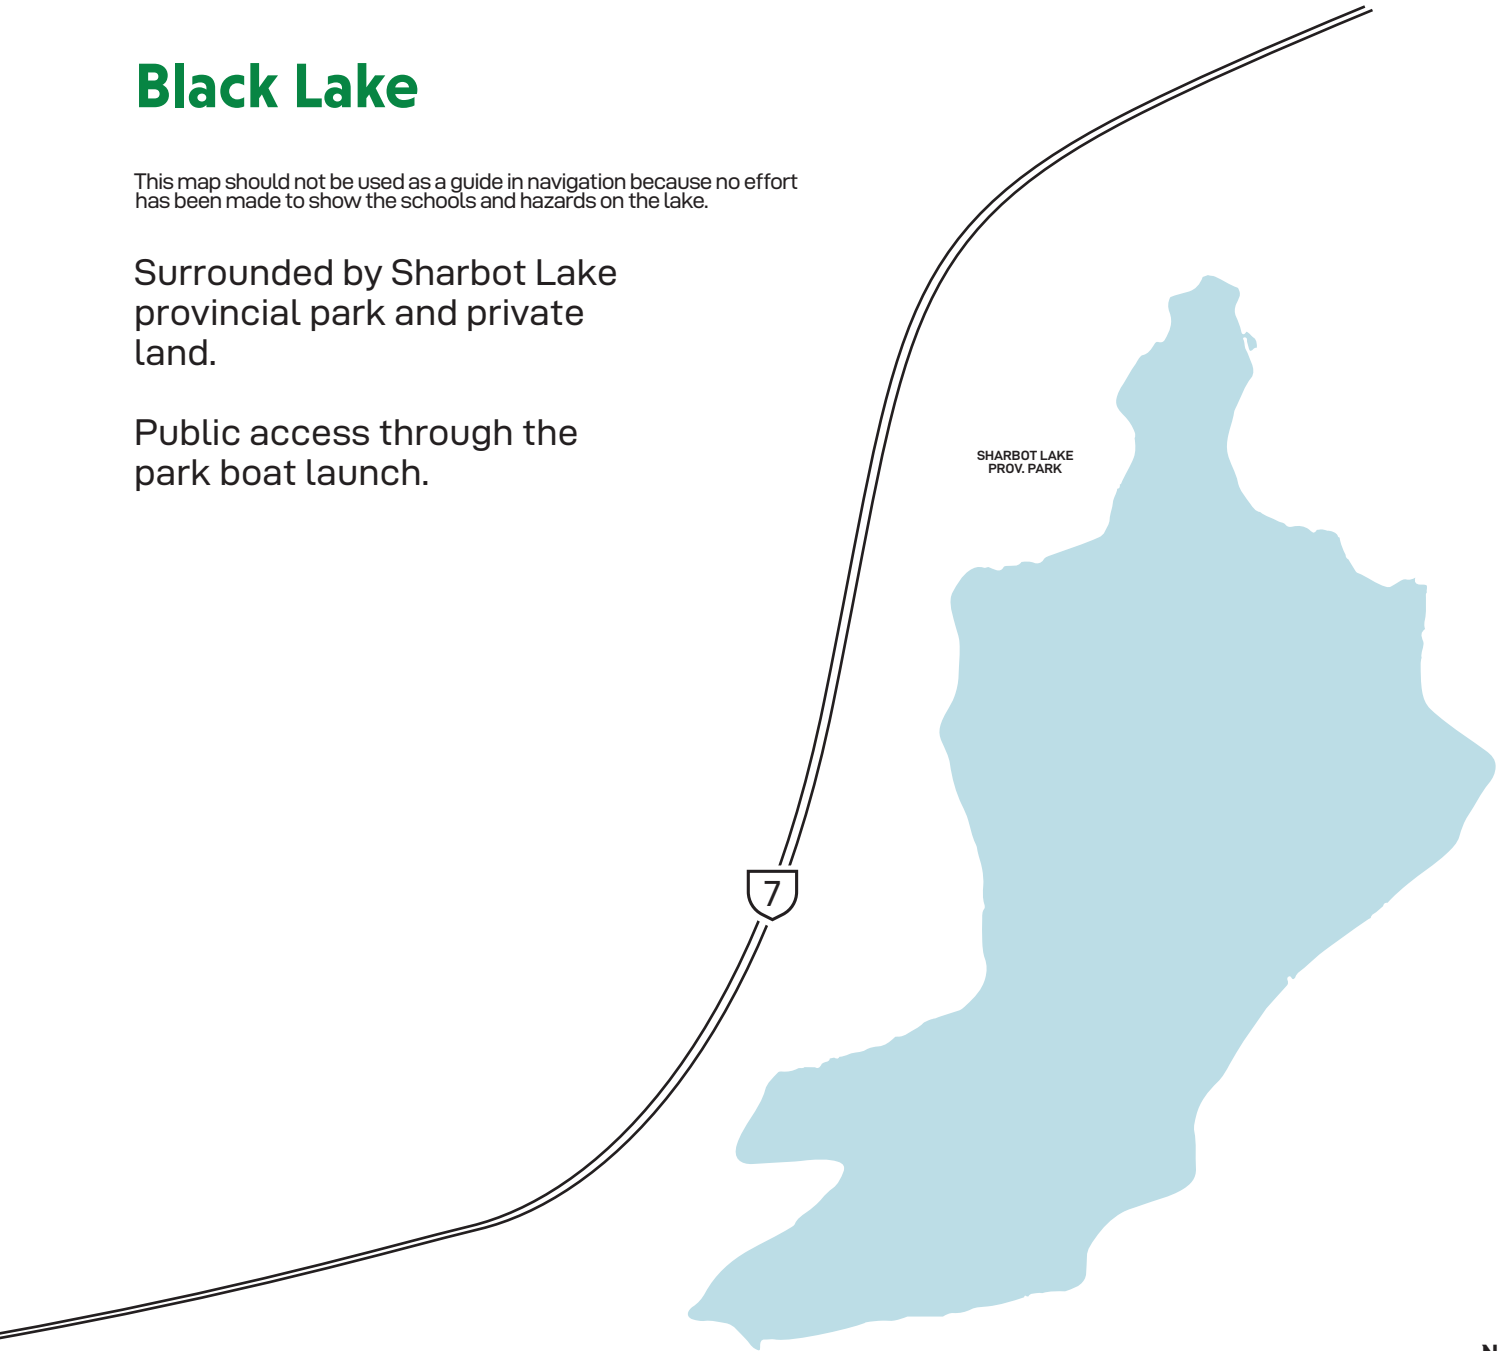 Black Lake
This map should not be used as a guide in navigation because no effort
has been made to show the schools and hazards on the lake.
Surrounded by Sharbot Lake
provincial park and private
land.
Public access through the
park boat launch.
SHARBOT LAKE
PROV. PARK
7
N